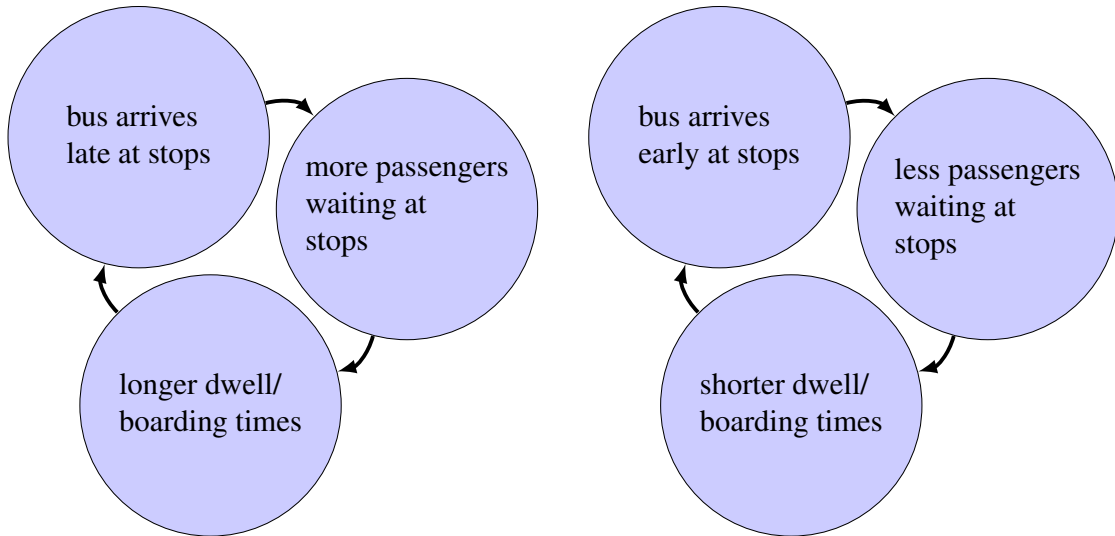 bus arrives
late at stops
more passengers
waiting at
stops
longer dwell/
boarding times
bus arrives
early at stops
less passengers
waiting at
stops
shorter dwell/
boarding times